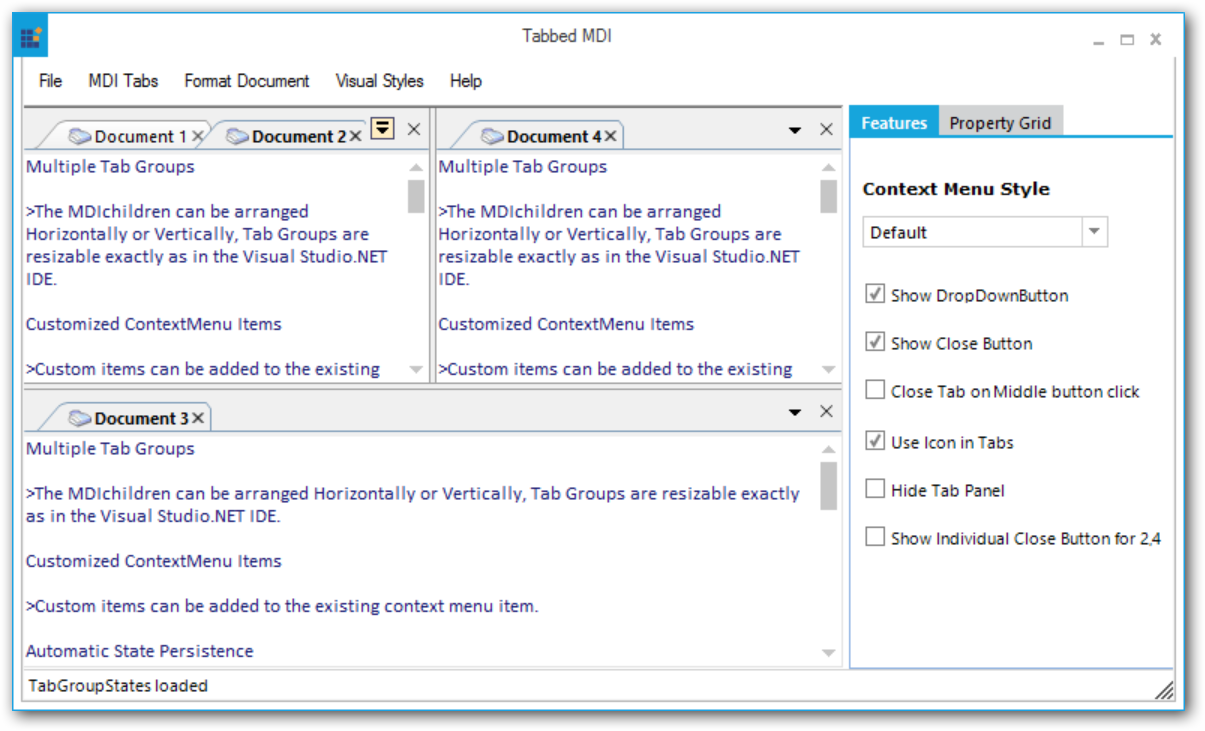 Tabbed MDI
File MDI Tabs Format Document Visual Styles Help
Document 1 Document 2
Multiple Tab Groups
>The MDIchildren can be arranged
Horizontally or Vertically, Tab Groups are
resizable exactly as in the Visual Studio.NET
IDE.
Customized ContextMenu Items
>Custom items can be added to the existing
Document 4
Multiple Tab Groups
>The MDIchildren can be arranged
Horizontally or Vertically, Tab Groups are
resizable exactly as in the Visual Studio.NET
IDE.
Customized ContextMenu Items
>Custom items can be added to the existing
Document 3
Multiple Tab Groups
>The MDIchildren can be arranged Horizontally or Vertically, Tab Groups are resizable exactly
as in the Visual Studio.NET IDE.
Customized ContextMenu Items
>Custom items can be added to the existing context menu item.
Automatic State Persistence
Features Property Grid
Context Menu Style
Default
Show DropDownButton
Show Close Button
Close Tab on Middle button click
Use Icon in Tabs
Hide Tab Panel
Show Individual Close Button for 2,4
TabGroupStates loaded